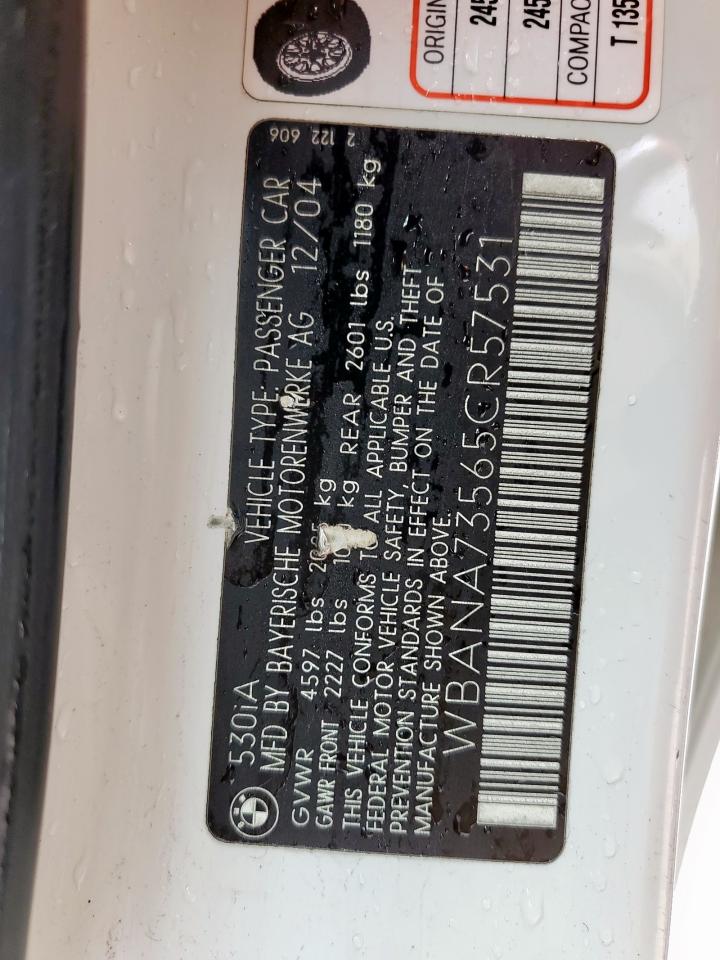 ORIGIN
245
245
COMPAC
T 135
530iA VEHICLE TYPE: PASSENGER CAR
MFD BY BAYERISCHE MOTORENWERKE AG 12/04
GVWR 4597 lbs kg
GAWR FRONT 2227 lbs kg REAR 2601 lbs 1180 kg
THIS VEHICLE CONFORMS TO ALL APPLICABLE U.S.
FEDERAL MOTOR VEHICLE SAFETY, BUMPER AND THEFT
PREVENTION STANDARDS IN EFFECT ON THE DATE OF
MANUFACTURE SHOWN ABOVE.
WBANA73565CR57531
2 122 606